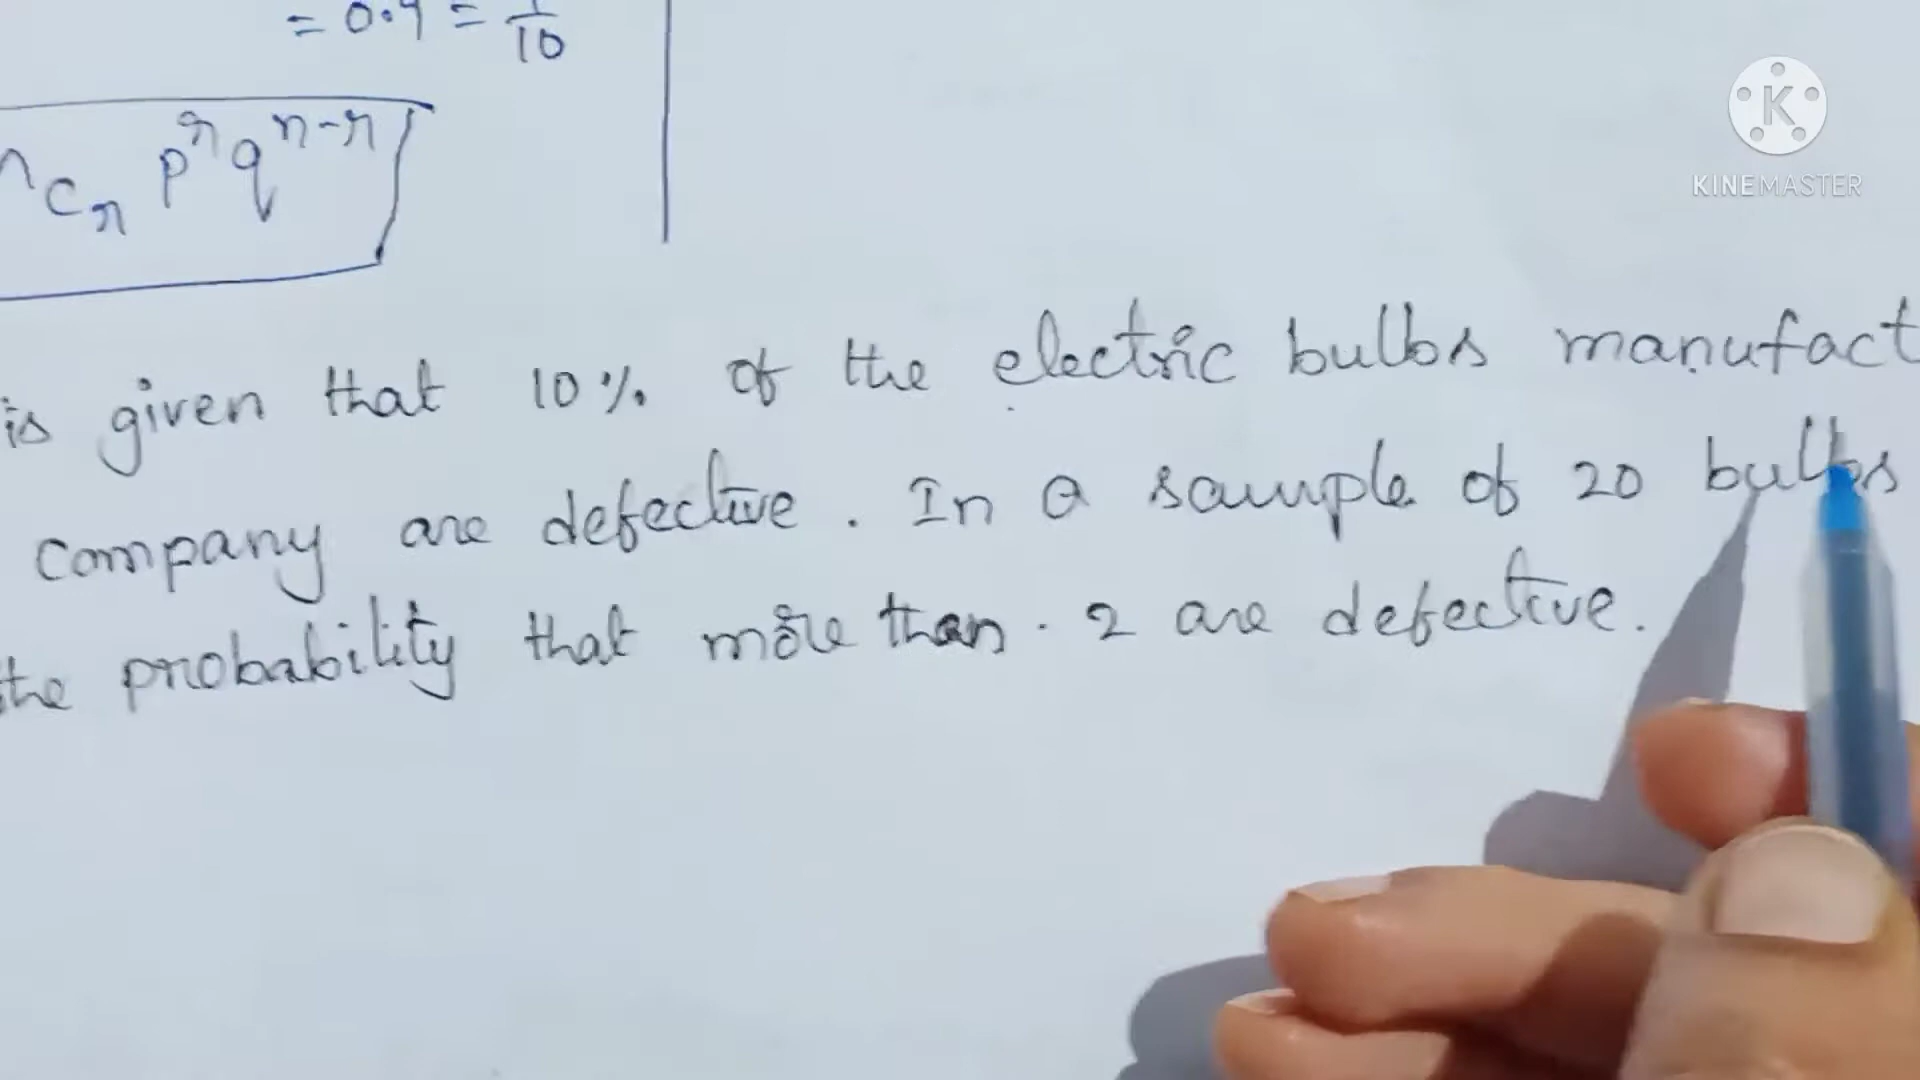 = 0.9 = 
10
n c r p r q n-r
KINEMASTER
is given that 10% of the electric bulbs manufact
company are defective. In a sample of 20 bulbs
the probability that more than 2 are defective.